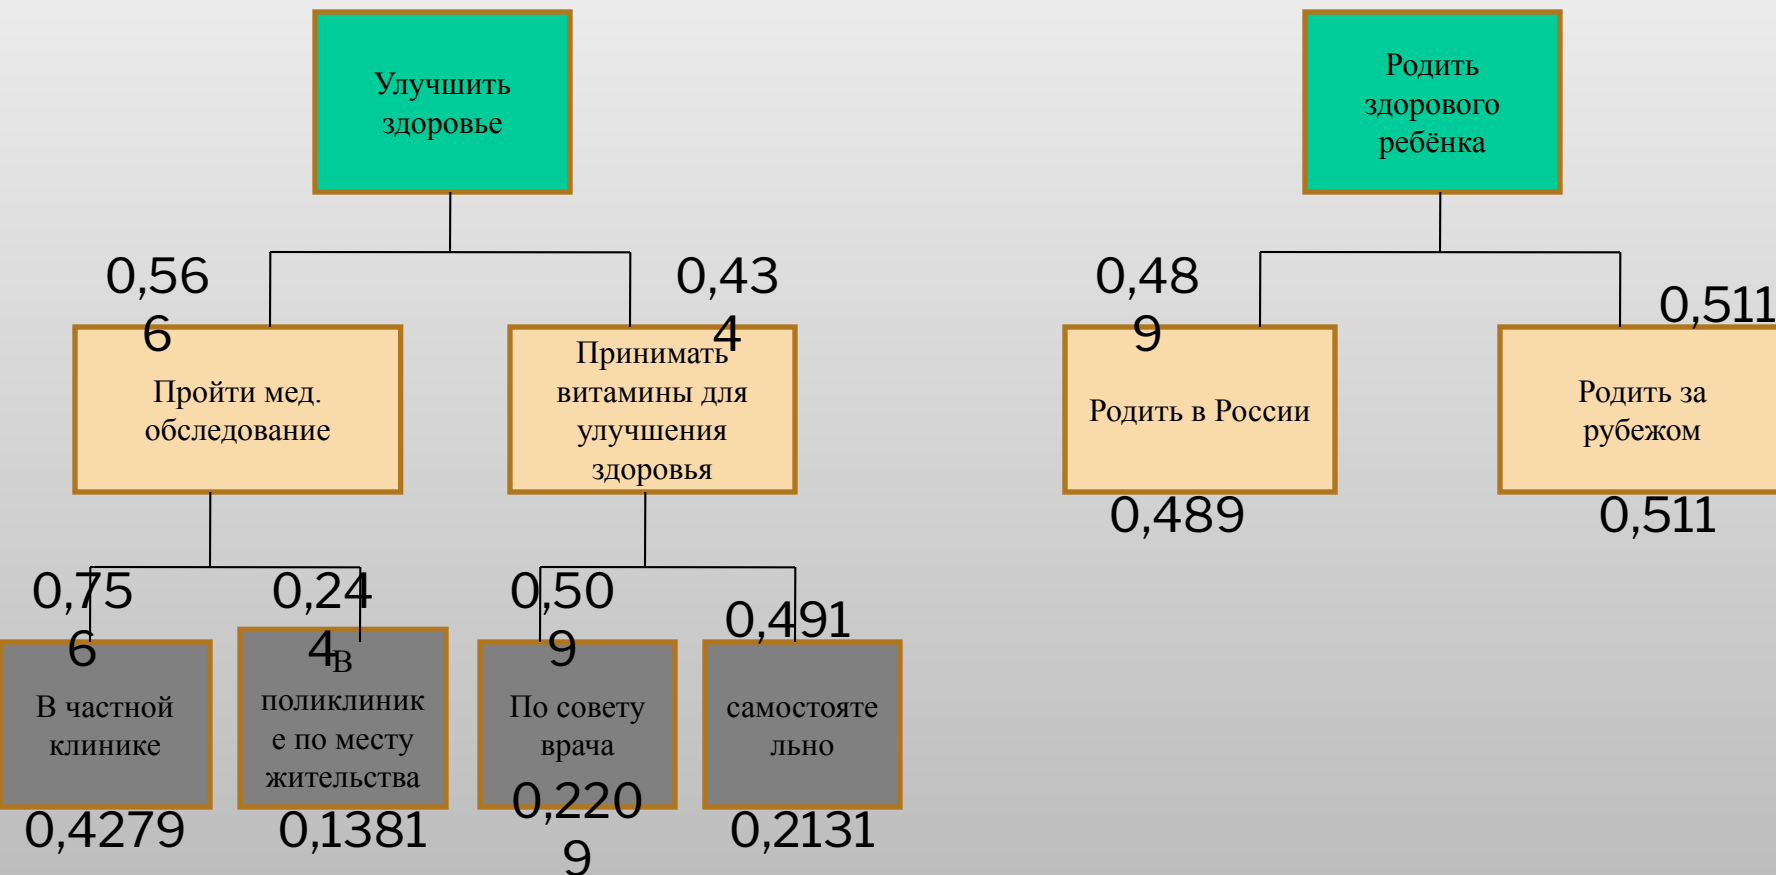 Улучшить
здоровье
Родить
здорового
ребёнка
0,56
6
0,43
4
0,48
9
0,511
Пройти мед.
обследование
Принимать
витамины для
улучшения
здоровья
Родить в России
Родить за
рубежом
0,489
0,511
0,75
6
0,24
4
0,50
9
0,491
В частной
клинике
В
поликлиник
е по месту
жительства
По совету
врача
самостояте
льно
0,4279
0,1381
0,220
9
0,2131